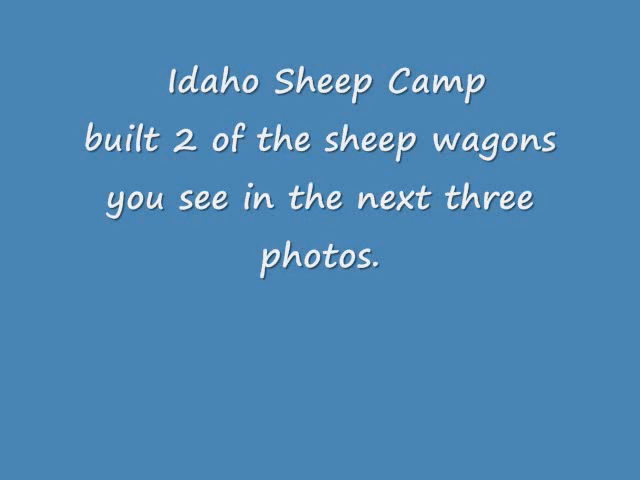 Idaho Sheep Camp
built 2 of the sheep wagons
you see in the next three
photos.